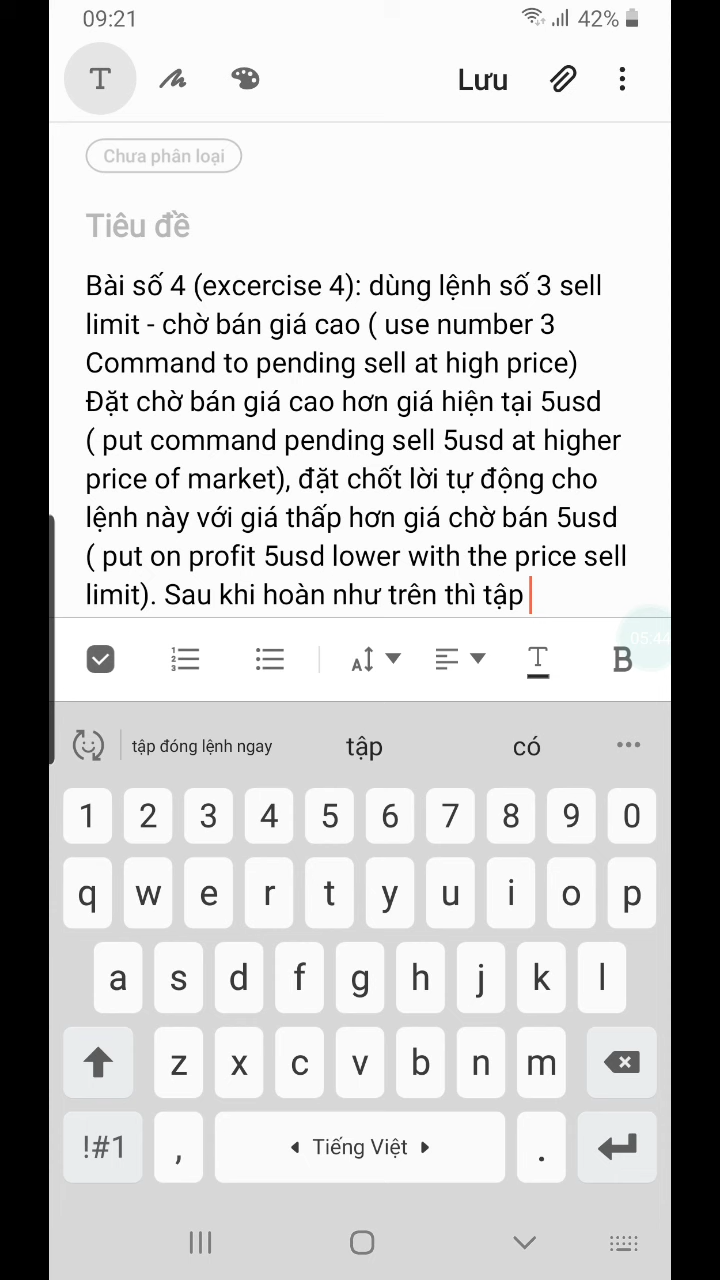 09:21
42%
T
Lưu
Chưa phân loại
Tiêu đề
Bài số 4 (excercise 4): dùng lệnh số 3 sell
limit - chờ bán giá cao ( use number 3
Command to pending sell at high price)
Đặt chờ bán giá cao hơn giá hiện tại 5usd
( put command pending sell 5usd at higher
price of market), đặt chốt lời tự động cho
lệnh này với giá thấp hơn giá chờ bán 5usd
( put on profit 5usd lower with the price sell
limit). Sau khi hoàn như trên thì tập
05:44
A T B
tập đóng lệnh ngay tập có
1 2 3 4 5 6 7 8 9 0
q w e r t y u i o p
a s d f g h j k l
z x c v b n m
!#1 , Tiếng Việt .